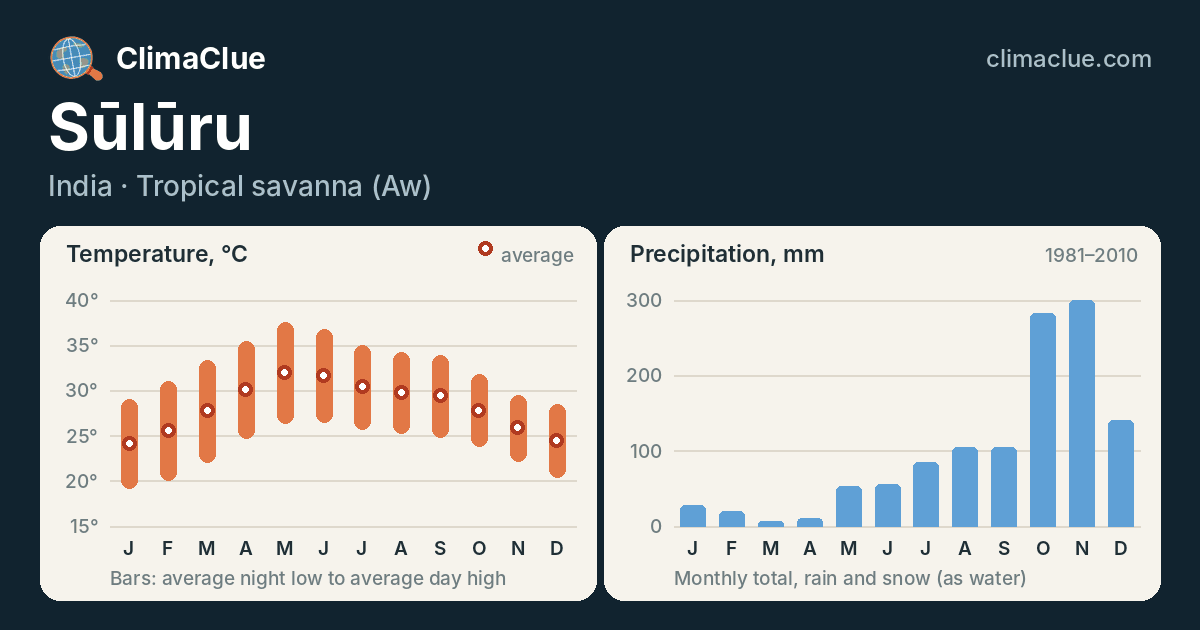 ClimaClue
climaclue.com
Sūlūru
India · Tropical savanna (Aw)
Temperature, °C
average
40°
35°
30°
25°
20°
15°
J F M A M J J A S O N D
Bars: average night low to average day high
Precipitation, mm
1981–2010
300
200
100
0
J F M A M J J A S O N D
Monthly total, rain and snow (as water)